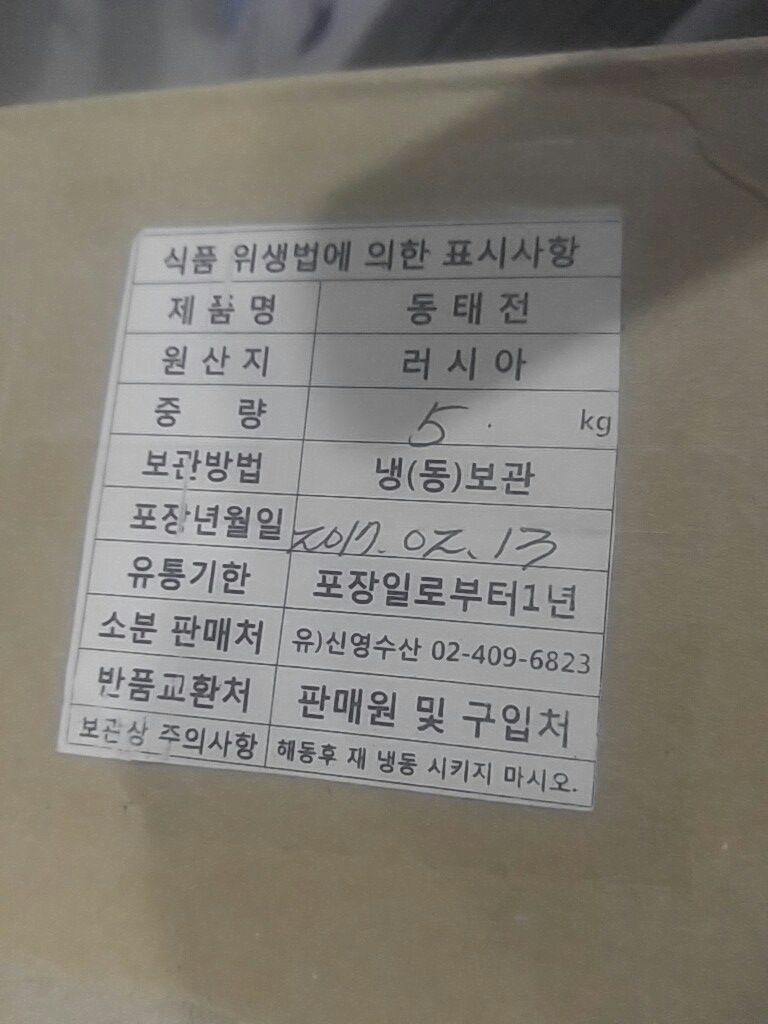 식품 위생법에 의한 표시사항
제 품 명 동 태 전
원 산 지 러 시 아
중 량 5 kg
보관방법 냉(동)보관
포장년월일 2017.02.13
유통기한 포장일로부터1년
소분 판매처 유)신영수산 02-409-6823
반품교환처 판매원 및 구입처
보관상 주의사항 해동후 재 냉동 시키지 마시오.